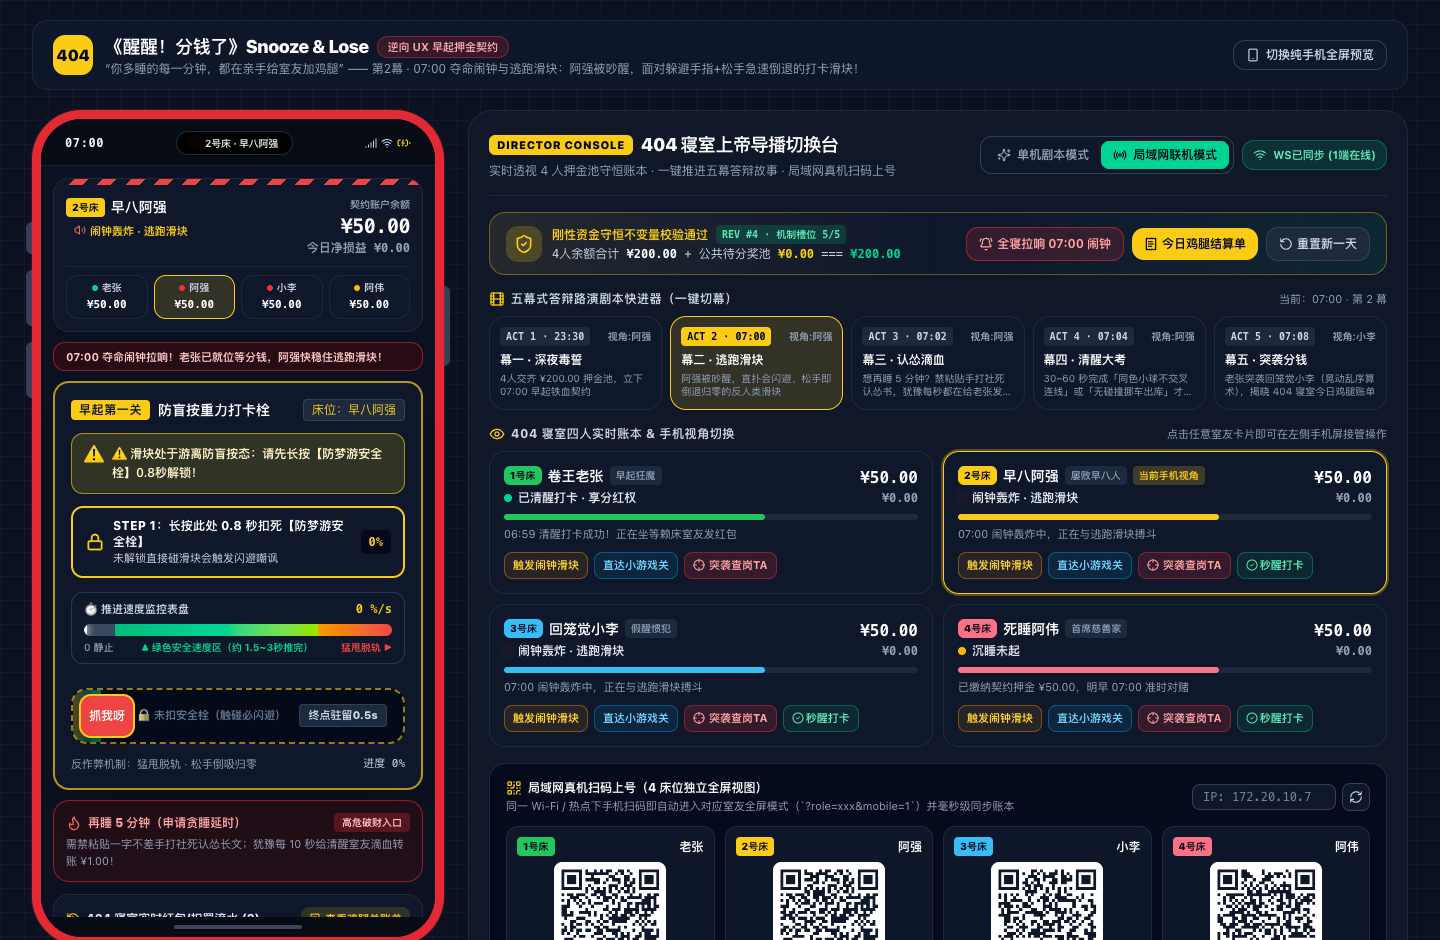 404
《醒醒！分钱了》Snooze & Lose
逆向 UX 早起押金契约
“你多睡的每一分钟，都在亲手给室友加鸡腿” —— 第2幕 · 07:00 夺命闹钟与逃跑滑块：阿强被吵醒，面对躲避手指+松手急速倒退的打卡滑块！
切换纯手机全屏预览
07:00
2号床 · 早八阿强
2号床
早八阿强
闹钟轰炸 · 逃跑滑块
契约账户余额
¥50.00
今日净损益 ¥0.00
老张
¥50.00
阿强
¥50.00
小李
¥50.00
阿伟
¥50.00
07:00 夺命闹钟拉响！老张已就位等分钱，阿强快稳住逃跑滑块！
早起第一关
防盲按重力打卡栓
床位：早八阿强
滑块处于游离防盲按态：请先长按【防梦游安全
栓】0.8秒解锁！
STEP 1：长按此处 0.8 秒扣死【防梦游安
全栓】
未解锁直接碰滑块会触发闪避嘲讽
0%
推进速度监控表盘
0 %/s
0 静止
▲ 绿色安全速度区（约 1.5~3秒推完）
猛甩脱轨 ▶
抓我呀
未扣安全栓（触碰必闪避）
终点驻留0.5s
反作弊机制：猛甩脱轨 · 松手倒吸归零
进度 0%
再睡 5 分钟（申请贪睡延时）
高危破财入口
需禁粘贴一字不差手打社死认怂长文；犹豫每 10 秒给清醒室友滴血转
账 ¥1.00！
DIRECTOR CONSOLE
404 寝室上帝导播切换台
实时透视 4 人押金池守恒账本 · 一键推进五幕答辩故事 · 局域网真机扫码上号
单机剧本模式
局域网联机模式
WS已同步 (1端在线)
刚性资金守恒不变量校验通过
REV #4 · 机制槽位 5/5
4人余额合计 ¥200.00 + 公共待分奖池 ¥0.00 === ¥200.00
全寝拉响 07:00 闹钟
今日鸡腿结算单
重置新一天
五幕式答辩路演剧本快进器（一键切幕）
当前：07:00 · 第 2 幕
ACT 1 · 23:30
视角:阿强
幕一 · 深夜毒誓
4人交齐 ¥200.00 押金池，立下
07:00 早起铁血契约
ACT 2 · 07:00
视角:阿强
幕二 · 逃跑滑块
阿强被吵醒，直扑会闪避、松手即
倒退归零的反人类滑块
ACT 3 · 07:02
视角:阿强
幕三 · 认怂滴血
想再睡 5 分钟？禁粘贴手打社死
认怂书，犹豫每秒都在给老张发...
ACT 4 · 07:04
视角:阿强
幕四 · 清醒大考
30~60 秒完成「同色小球不交叉
连线」或「无碰撞挪车出库」才...
ACT 5 · 07:08
视角:小李
幕五 · 突袭分钱
老张突袭回笼觉小李（晃动乱序算
术），揭晓 404 寝室今日鸡腿账单
404 寝室四人实时账本 & 手机视角切换
点击任意室友卡片即可在左侧手机屏接管操作
1号床
卷王老张
早起狂魔
¥50.00
已清醒打卡 · 享分红权
¥0.00
06:59 清醒打卡成功！正在坐等赖床室友发红包
触发闹钟滑块
直达小游戏关
突袭查岗TA
2号床
早八阿强
屡败早八人
当前手机视角
¥50.00
闹钟轰炸 · 逃跑滑块
¥0.00
07:00 闹钟轰炸中，正在与逃跑滑块搏斗
触发闹钟滑块
直达小游戏关
突袭查岗TA
秒醒打卡
3号床
回笼觉小李
假醒惯犯
¥50.00
闹钟轰炸 · 逃跑滑块
¥0.00
07:00 闹钟轰炸中，正在与逃跑滑块搏斗
触发闹钟滑块
直达小游戏关
突袭查岗TA
秒醒打卡
4号床
死睡阿伟
首席慈善家
¥50.00
沉睡未起
¥0.00
已缴纳契约押金 ¥50.00，明早 07:00 准时对赌
触发闹钟滑块
直达小游戏关
突袭查岗TA
秒醒打卡
局域网真机扫码上号（4 床位独立全屏视图）
同一 Wi-Fi / 热点下手机扫码即自动进入对应室友全屏模式（`?role=xxx&mobile=1`）并毫秒级同步账本
IP: 172.20.10.7
1号床
老张
2号床
阿强
3号床
小李
4号床
阿伟